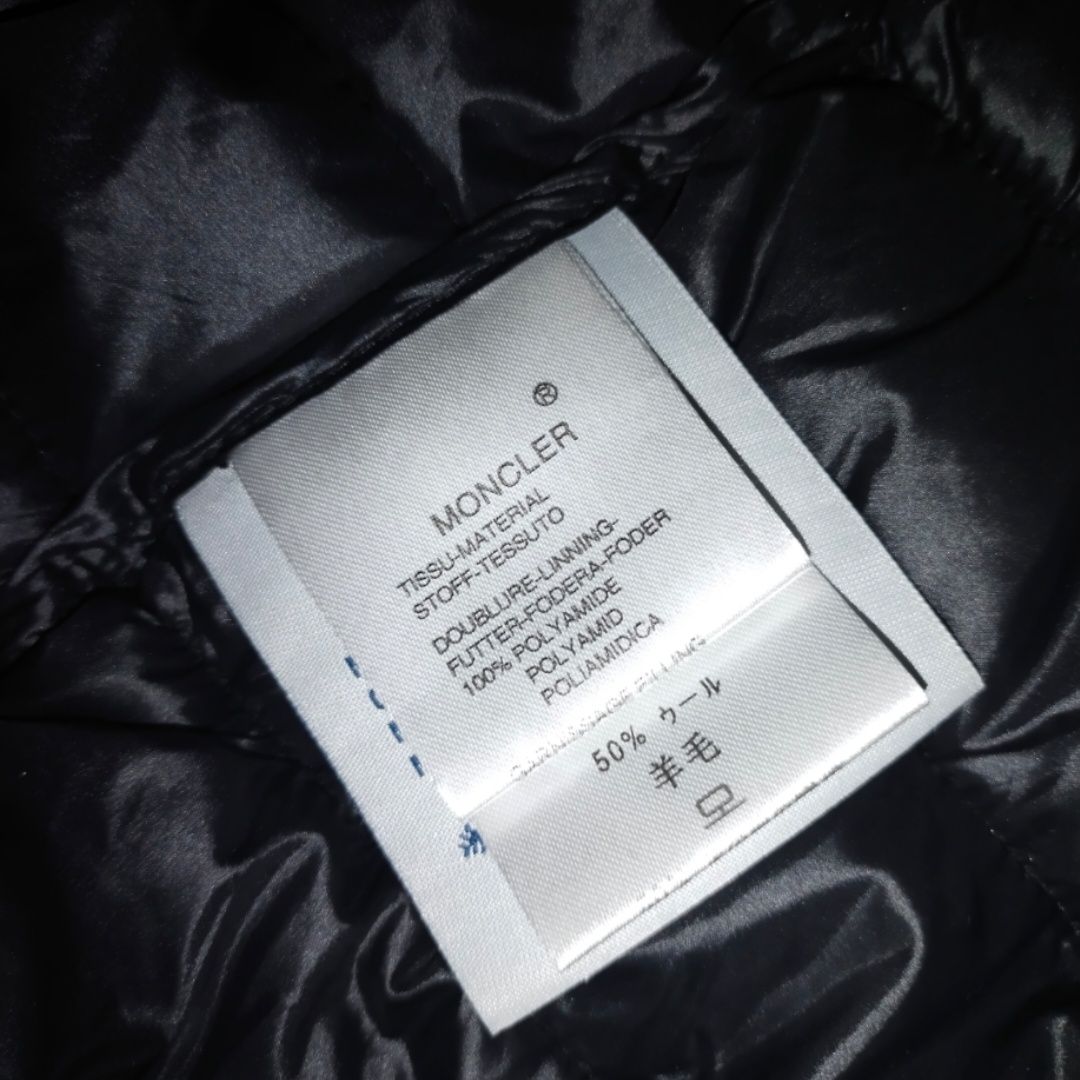 ®
MONCLER
TISSU-MATERIAL
STOFF-TESSUTO
DOUBLURE-LINNING-
FUTTER-FODERA-FODER
100% POLYAMIDE
POLYAMID
POLIAMIDICA
50% ウール
羊毛